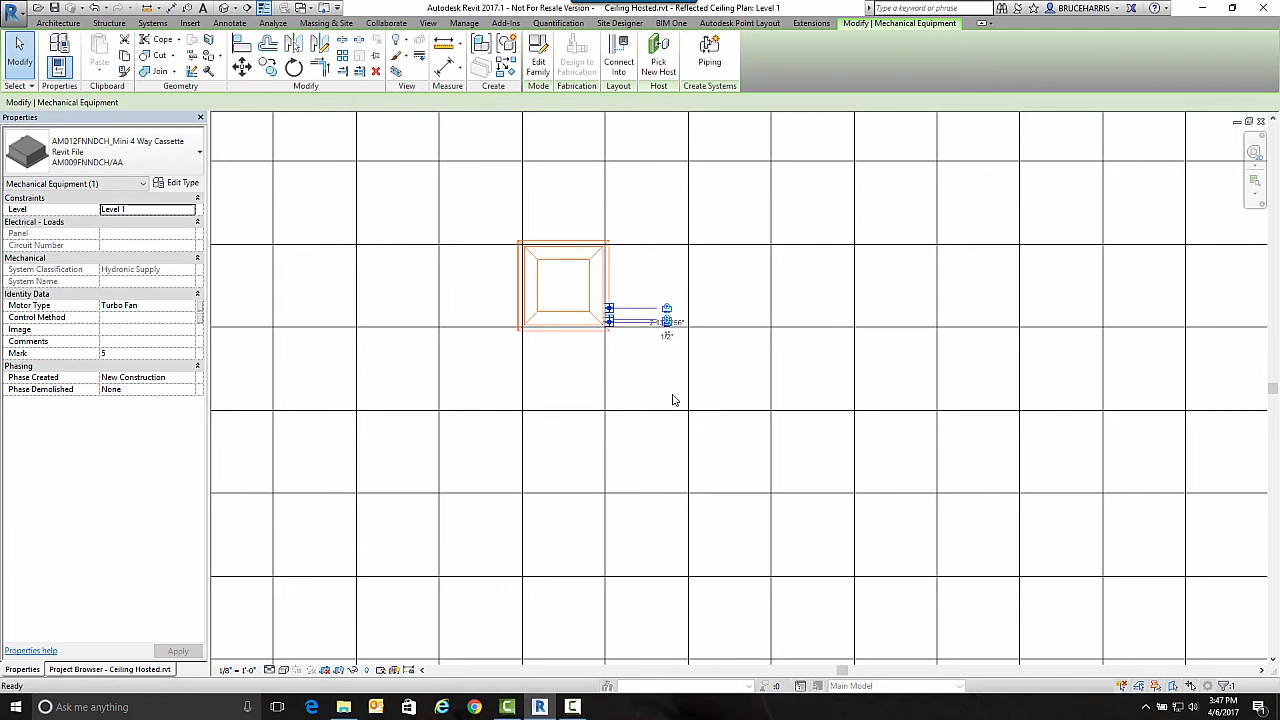 Autodesk Revit 2017.1 - Not For Resale Version - Ceiling Hosted.rvt - Reflected Ceiling Plan: Level 1
Type a keyword or phrase
BRUCEHARRIS
Architecture Structure Systems Insert Annotate Analyze Massing & Site Collaborate View Manage Add-Ins Quantification Site Designer BIM One Autodesk Point Layout Extensions Modify | Mechanical Equipment
Modify
Paste
Cope
Cut
Join
Edit Family
Design to Fabrication
Connect Into
Pick New Host
Piping
Select Properties Clipboard Geometry Modify View Measure Create Mode Fabrication Layout Host Create Systems
Modify | Mechanical Equipment
Properties
AM012FNNDCH_Mini 4 Way Cassette
Revit File
AM009FNNDCH/AA
Mechanical Equipment (1) Edit Type
Constraints
Level Level 1
Electrical - Loads
Panel
Circuit Number
Mechanical
System Classification Hydronic Supply
System Name
Identity Data
Motor Type Turbo Fan
Control Method
Image
Comments
Mark 5
Phasing
Phase Created New Construction
Phase Demolished None
1/2"
Properties help Apply
Properties Project Browser - Ceiling Hosted.rvt
1/8" = 1'-0"
Ready
:0
Main Model
:1
Ask me anything
3:47 PM
4/6/2017